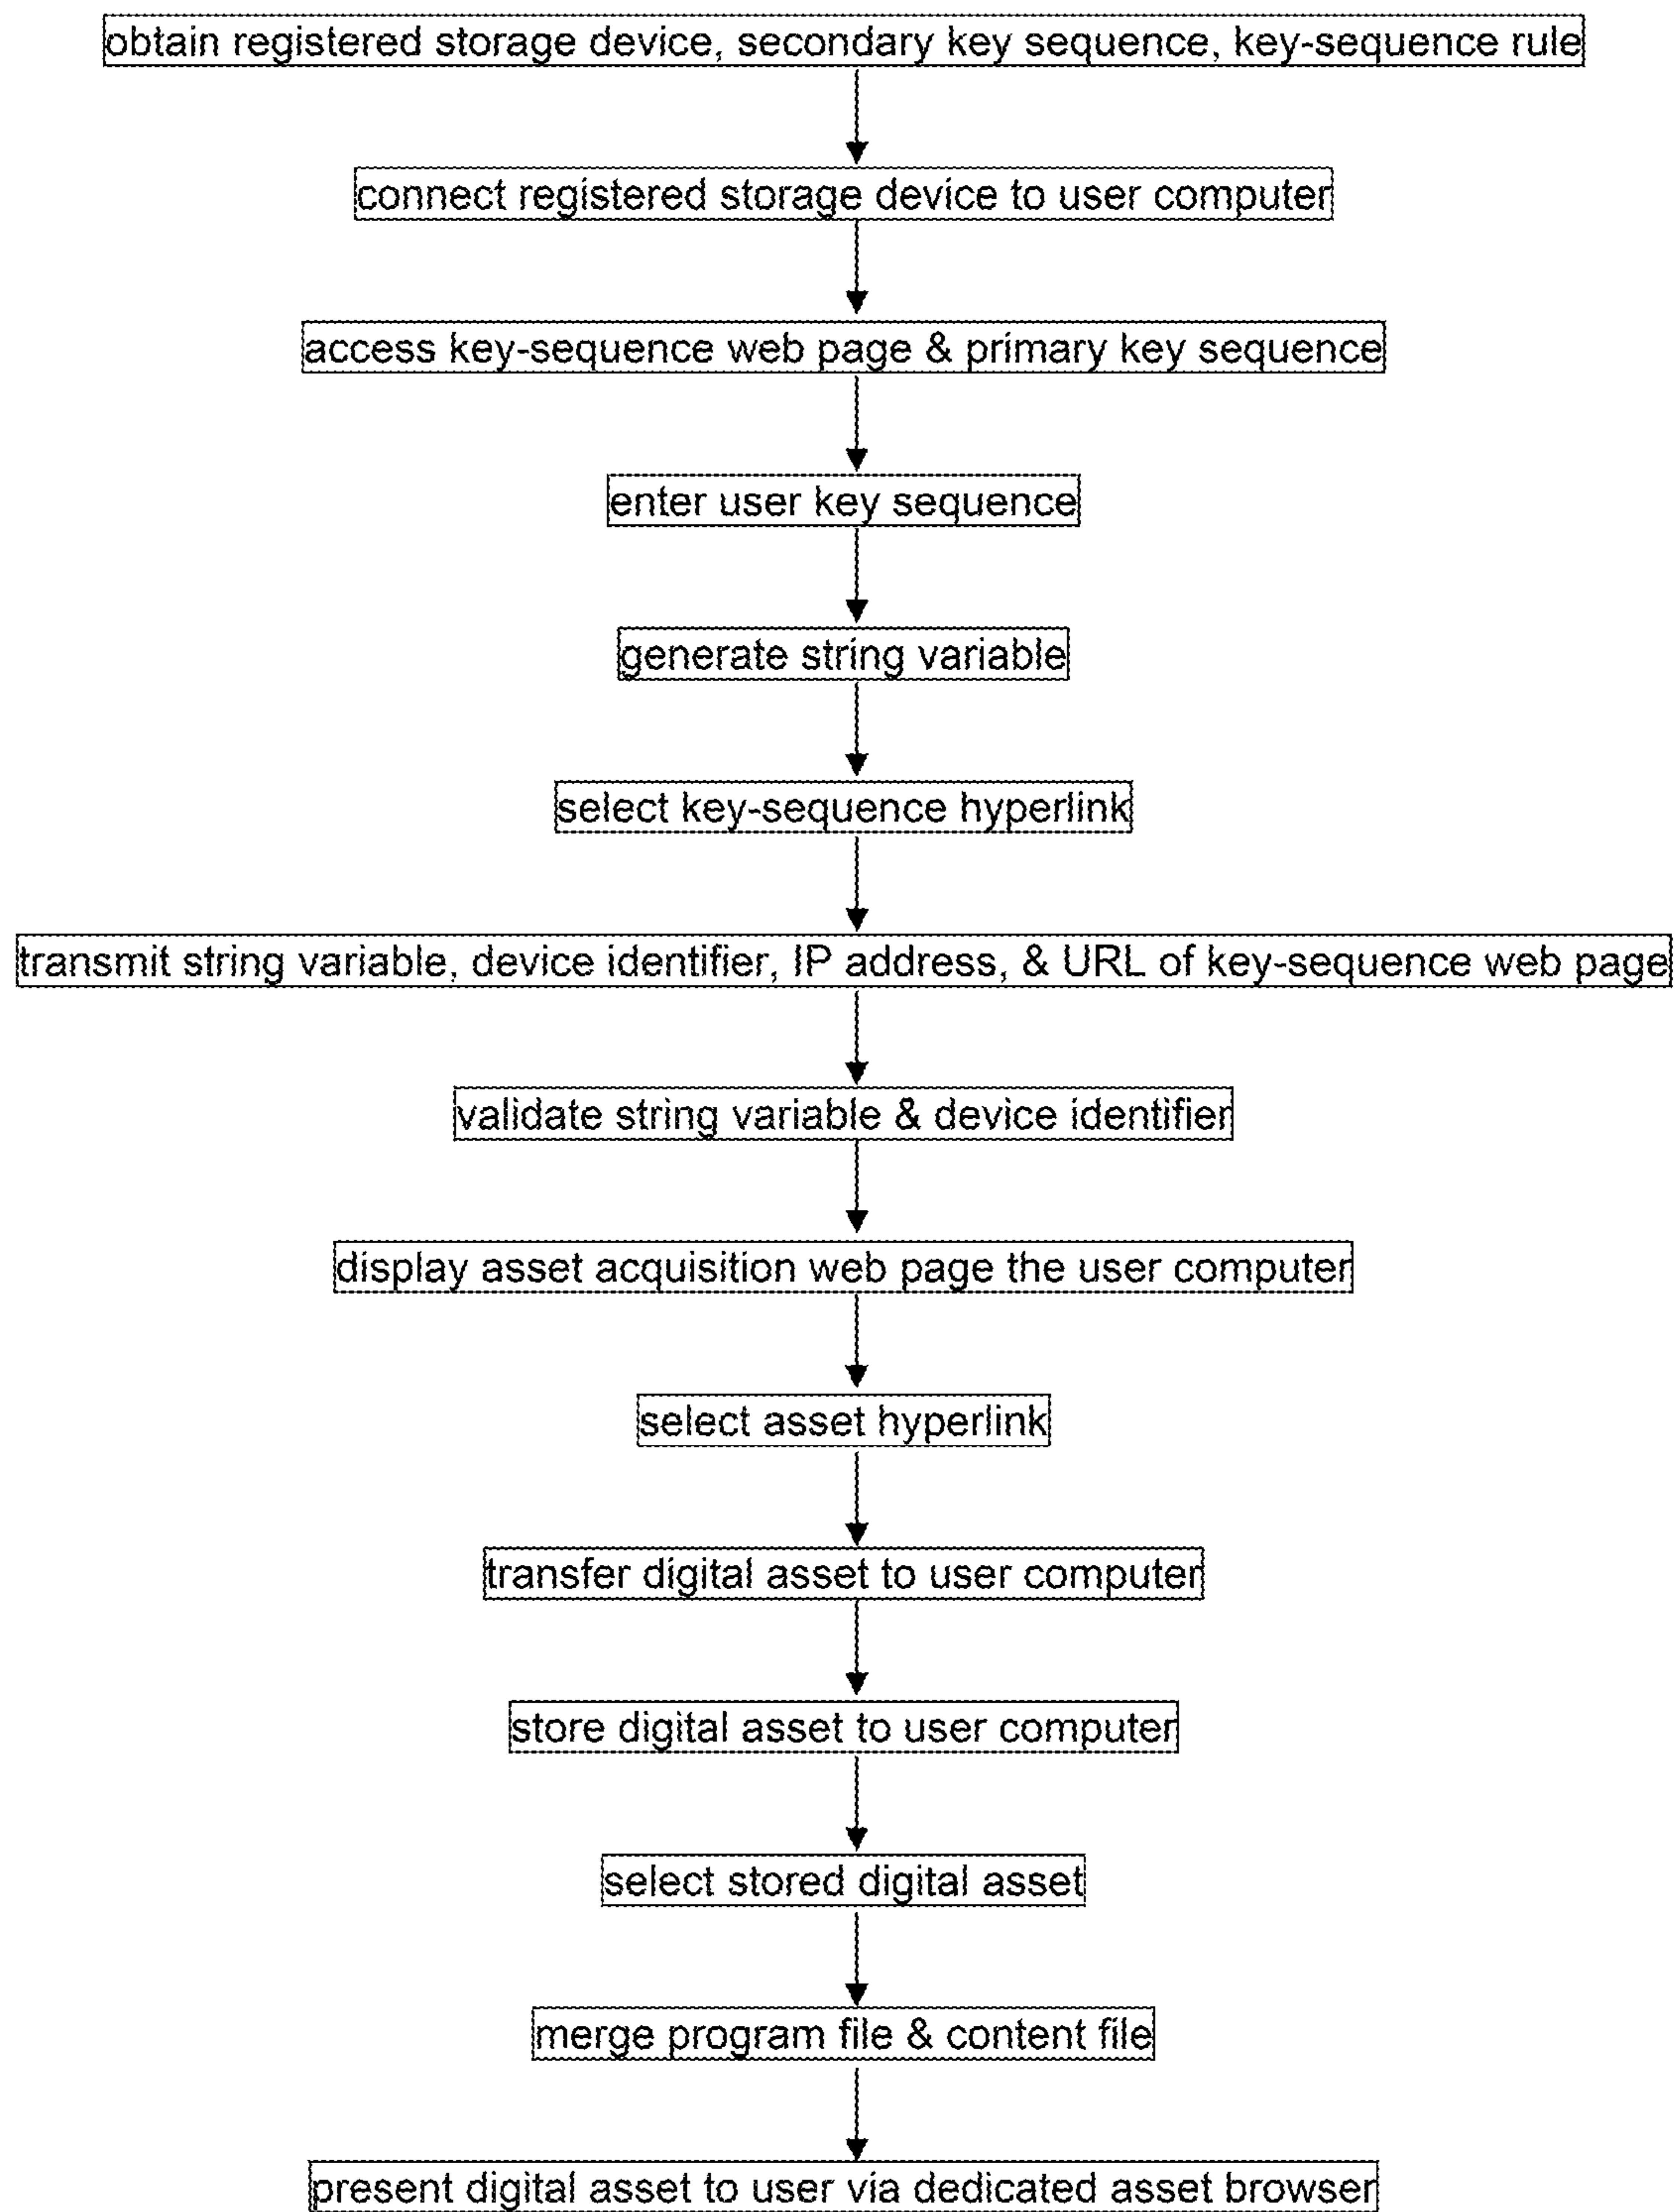 obtain registered storage device, secondary key sequence, key-sequence rule
connect registered storage device to user computer
access key-sequence web page & primary key sequence
enter user key sequence
generate string variable
select key-sequence hyperlink
transmit string variable, device identifier, IP address, & URL of key-sequence web page
validate string variable & device identifier
display asset acquisition web page the user computer
select asset hyperlink
transfer digital asset to user computer
store digital asset to user computer
select stored digital asset
merge program file & content file
present digital asset to user via dedicated asset browser